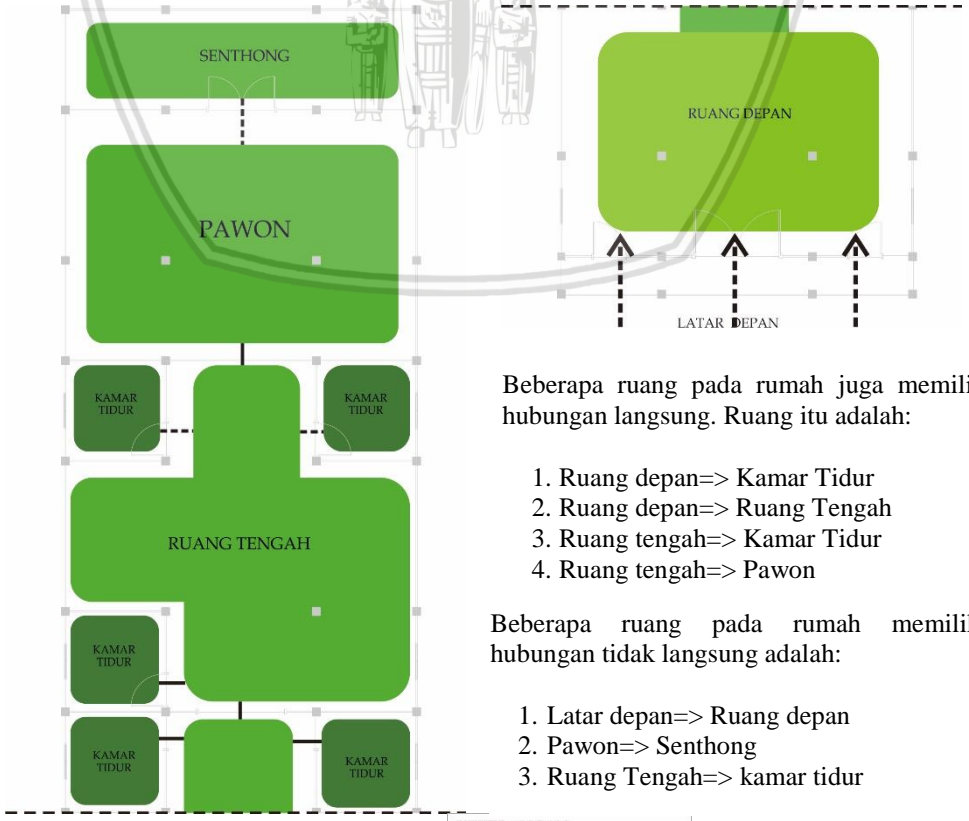 SENTHONG
PAWON
KAMAR
TIDUR
KAMAR
TIDUR
RUANG TENGAH
KAMAR
TIDUR
KAMAR
TIDUR
KAMAR
TIDUR
RUANG DEPAN
LATAR DEPAN
Beberapa ruang pada rumah juga memili
hubungan langsung. Ruang itu adalah:
1. Ruang depan=> Kamar Tidur
2. Ruang depan=> Ruang Tengah
3. Ruang tengah=> Kamar Tidur
4. Ruang tengah=> Pawon
Beberapa ruang pada rumah memili
hubungan tidak langsung adalah:
1. Latar depan=> Ruang depan
2. Pawon=> Senthong
3. Ruang Tengah=> kamar tidur